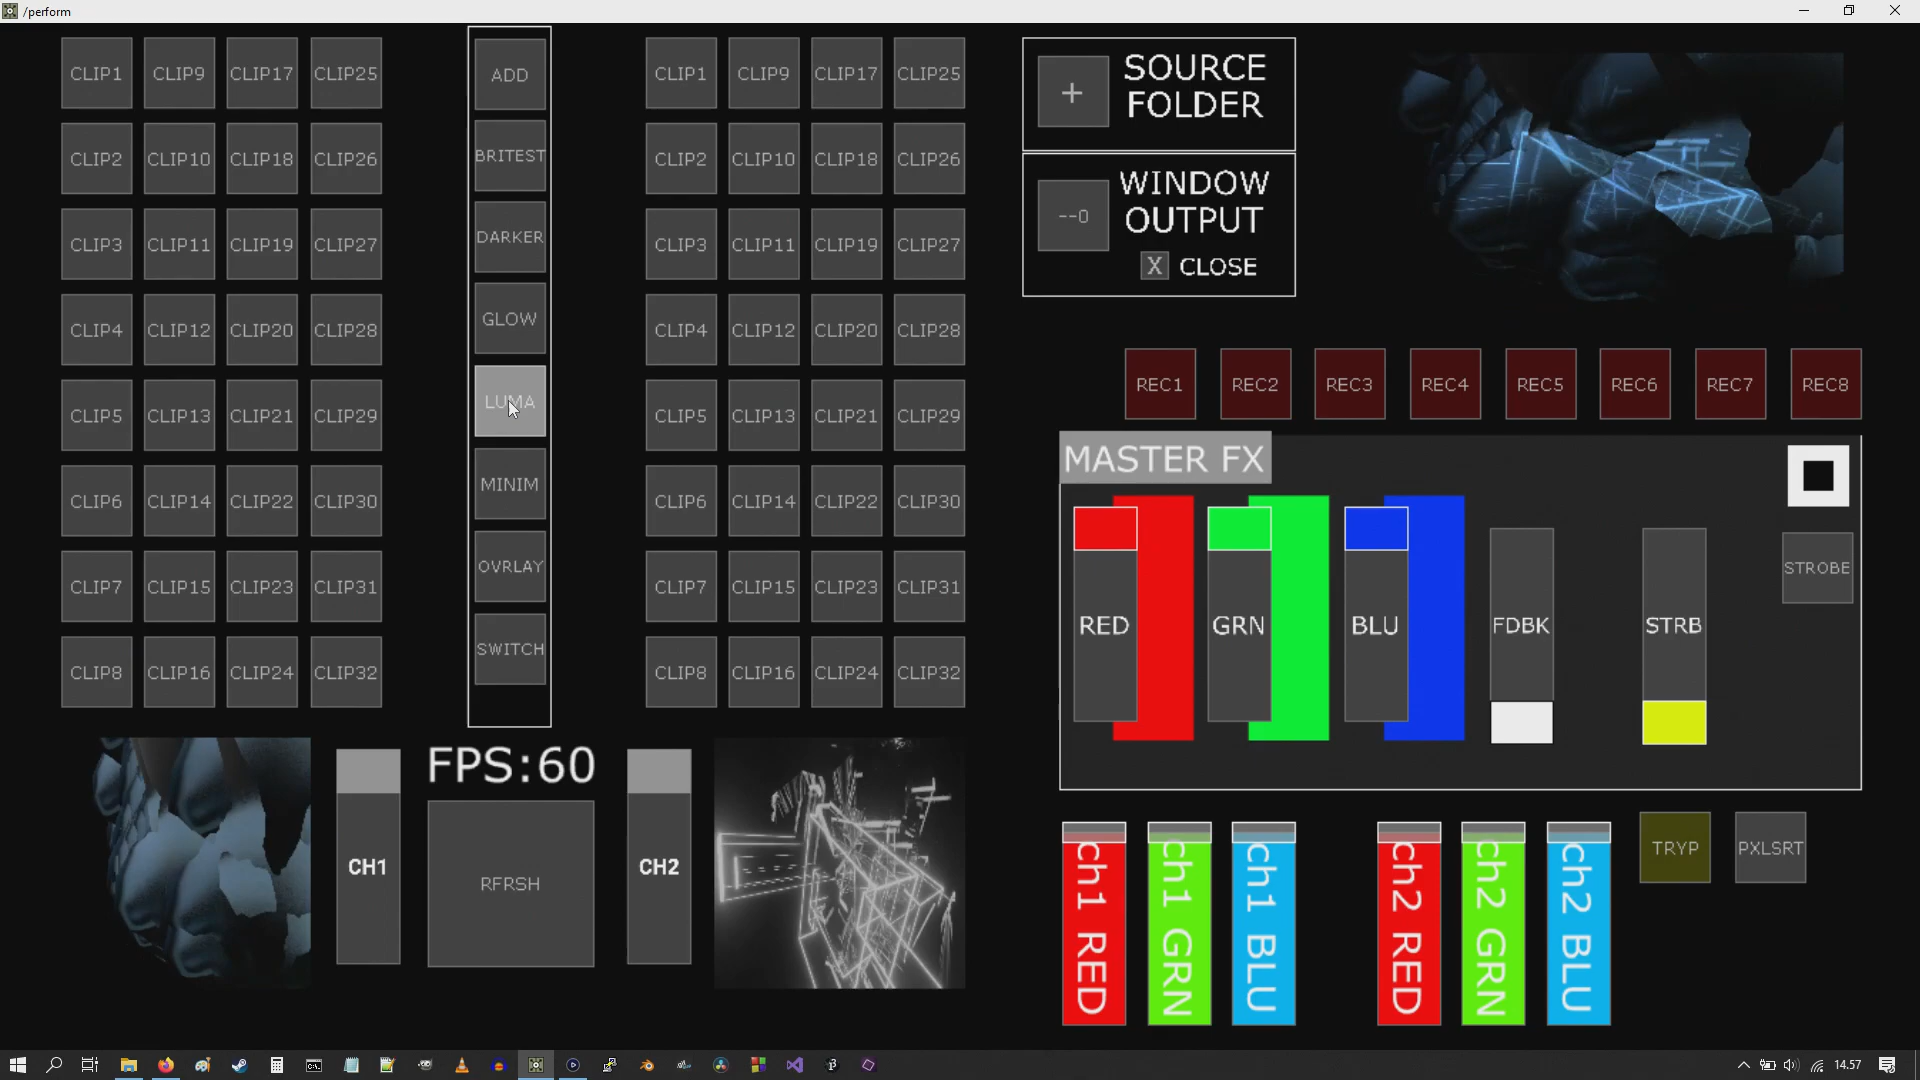 /perform
CLIP1 CLIP9 CLIP17 CLIP25
CLIP2 CLIP10 CLIP18 CLIP26
CLIP3 CLIP11 CLIP19 CLIP27
CLIP4 CLIP12 CLIP20 CLIP28
CLIP5 CLIP13 CLIP21 CLIP29
CLIP6 CLIP14 CLIP22 CLIP30
CLIP7 CLIP15 CLIP23 CLIP31
CLIP8 CLIP16 CLIP24 CLIP32
ADD
BRITEST
DARKER
GLOW
LUMA
MINIM
OVRLAY
SWITCH
CLIP1 CLIP9 CLIP17 CLIP25
CLIP2 CLIP10 CLIP18 CLIP26
CLIP3 CLIP11 CLIP19 CLIP27
CLIP4 CLIP12 CLIP20 CLIP28
CLIP5 CLIP13 CLIP21 CLIP29
CLIP6 CLIP14 CLIP22 CLIP30
CLIP7 CLIP15 CLIP23 CLIP31
CLIP8 CLIP16 CLIP24 CLIP32
CH1
FPS:60
RFRSH
CH2
+
SOURCE
FOLDER
--0
WINDOW
OUTPUT
X CLOSE
REC1 REC2 REC3 REC4 REC5 REC6 REC7 REC8
MASTER FX
RED GRN BLU FDBK STRB
STROBE
ch1 RED
ch1 GRN
ch1 BLU
ch2 RED
ch2 GRN
ch2 BLU
TRYP
PXLSRT
14.57